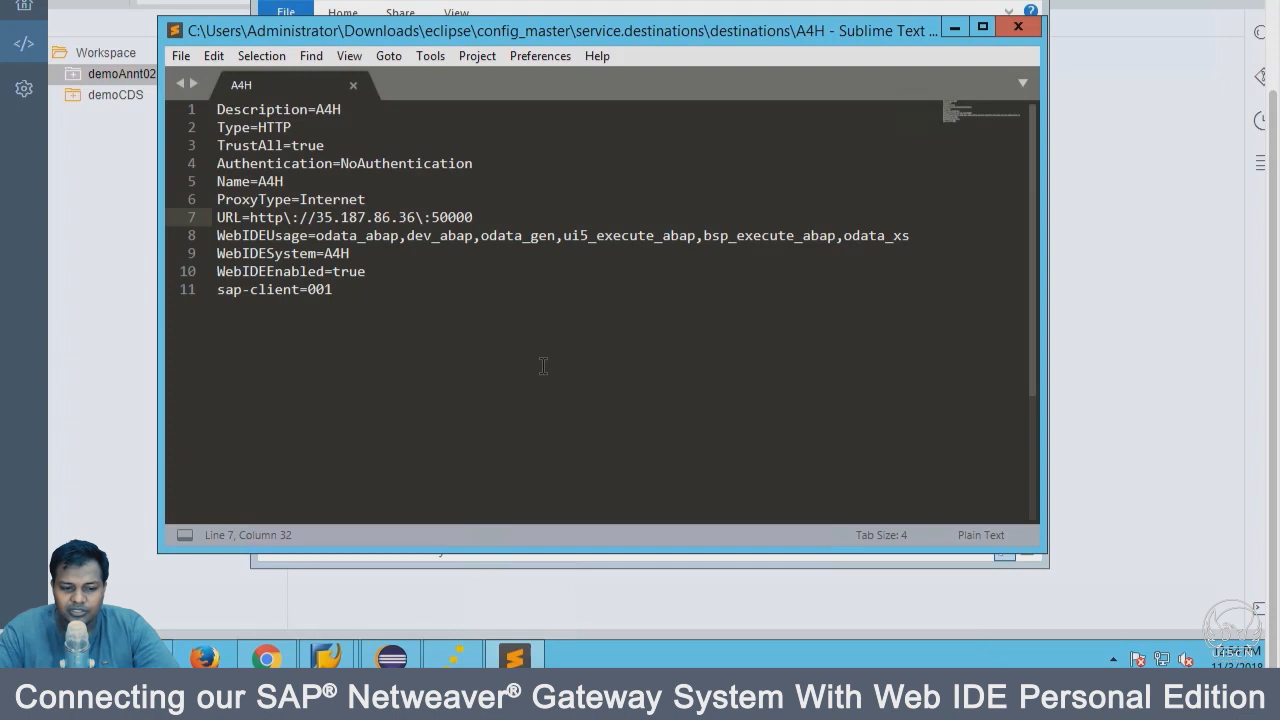 File Home Share View
Workspace
demoAnnt02
demoCDS
C:\Users\Administrator\Downloads\eclipse\config_master\service.destinations\destinations\A4H - Sublime Text ...
File Edit Selection Find View Goto Tools Project Preferences Help
A4H
1 Description=A4H
2 Type=HTTP
3 TrustAll=true
4 Authentication=NoAuthentication
5 Name=A4H
6 ProxyType=Internet
7 URL=http\://35.187.86.36\:50000
8 WebIDEUsage=odata_abap,dev_abap,odata_gen,ui5_execute_abap,bsp_execute_abap,odata_xs
9 WebIDESystem=A4H
10 WebIDEEnabled=true
11 sap-client=001
Line 7, Column 32 Tab Size: 4 Plain Text
Connecting our SAP® Netweaver® Gateway System With Web IDE Personal Edition